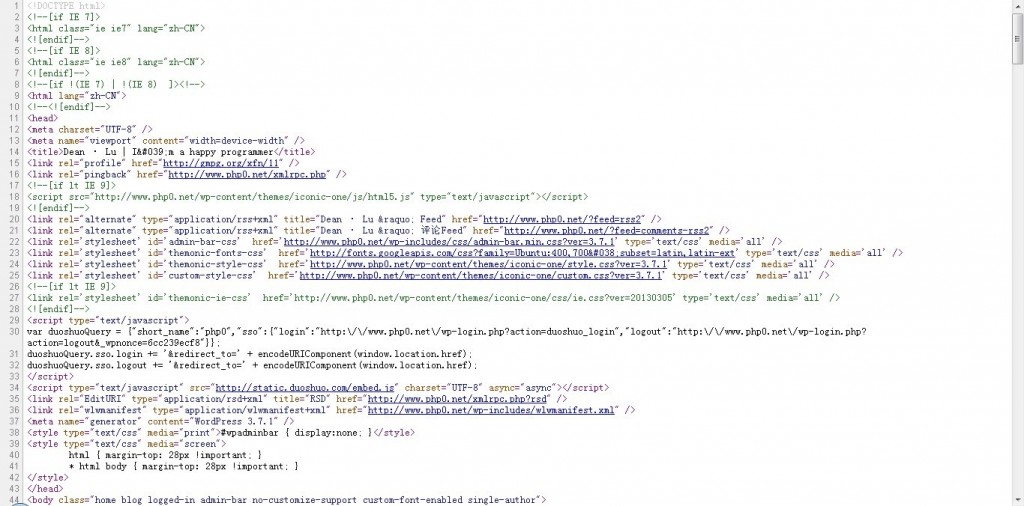 1 <!DOCTYPE html>
2 <!--[if IE 7]>
3 <html class="ie ie7" lang="zh-CN">
4 <![endif]-->
5 <!--[if IE 8]>
6 <html class="ie ie8" lang="zh-CN">
7 <![endif]-->
8 <!--[if !(IE 7) | !(IE 8)  ]><!-->
9 <html lang="zh-CN">
10 <!--<![endif]-->
11 <head>
12 <meta charset="UTF-8" />
13 <meta name="viewport" content="width=device-width" />
14 <title>Dean · Lu | I&#039;m a happy programmer</title>
15 <link rel="profile" href="http://gmpg.org/xfn/11" />
16 <link rel="pingback" href="http://www.php0.net/xmlrpc.php" />
17 <!--[if lt IE 9]>
18 <script src="http://www.php0.net/wp-content/themes/iconic-one/js/html5.js" type="text/javascript"></script>
19 <![endif]-->
20 <link rel="alternate" type="application/rss+xml" title="Dean · Lu &raquo; Feed" href="http://www.php0.net/?feed=rss2" />
21 <link rel="alternate" type="application/rss+xml" title="Dean · Lu &raquo; 评论Feed" href="http://www.php0.net/?feed=comments-rss2" />
22 <link rel='stylesheet' id='admin-bar-css'  href='http://www.php0.net/wp-includes/css/admin-bar.min.css?ver=3.7.1' type='text/css' media='all' />
23 <link rel='stylesheet' id='themonic-fonts-css'  href='http://fonts.googleapis.com/css?family=Ubuntu:400,700&#038;subset=latin,latin-ext' type='text/css' media='all' />
24 <link rel='stylesheet' id='themonic-style-css'  href='http://www.php0.net/wp-content/themes/iconic-one/style.css?ver=3.7.1' type='text/css' media='all' />
25 <link rel='stylesheet' id='custom-style-css'  href='http://www.php0.net/wp-content/themes/iconic-one/custom.css?ver=3.7.1' type='text/css' media='all' />
26 <!--[if lt IE 9]>
27 <link rel='stylesheet' id='themonic-ie-css'  href='http://www.php0.net/wp-content/themes/iconic-one/css/ie.css?ver=20130305' type='text/css' media='all' />
28 <![endif]-->
29 <script type="text/javascript">
30 var duoshuoQuery = {"short_name":"php0","sso":{"login":"http:\/\/www.php0.net\/wp-login.php?action=duoshuo_login","logout":"http:\/\/www.php0.net\/wp-login.php?
action=logout&_wpnonce=6cc239ecf8"}};
31 duoshuoQuery.sso.login += '&redirect_to=' + encodeURIComponent(window.location.href);
32 duoshuoQuery.sso.logout += '&redirect_to=' + encodeURIComponent(window.location.href);
33 </script>
34 <script type="text/javascript" src="http://static.duoshuo.com/embed.js" charset="UTF-8" async="async"></script>
35 <link rel="EditURI" type="application/rsd+xml" title="RSD" href="http://www.php0.net/xmlrpc.php?rsd" />
36 <link rel="wlwmanifest" type="application/wlwmanifest+xml" href="http://www.php0.net/wp-includes/wlwmanifest.xml" />
37 <meta name="generator" content="WordPress 3.7.1" />
38 <style type="text/css" media="print">#wpadminbar { display:none; }</style>
39 <style type="text/css" media="screen">
40 html { margin-top: 28px !important; }
41 * html body { margin-top: 28px !important; }
42 </style>
43 </head>
44 <body class="home blog logged-in admin-bar no-customize-support custom-font-enabled single-author">